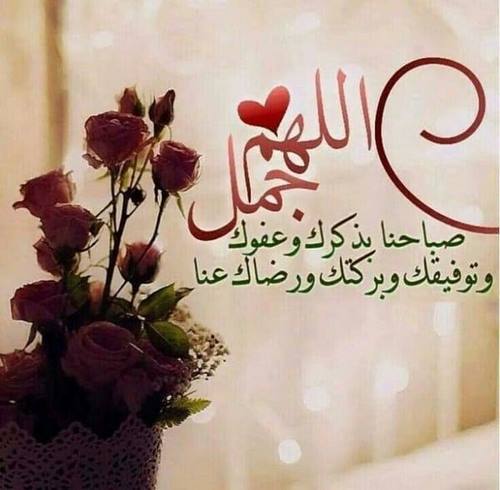 اللهم
جمل
صباحنا بذكرك وعفوك
وتوفيقك وبركتك ورضاك عنا